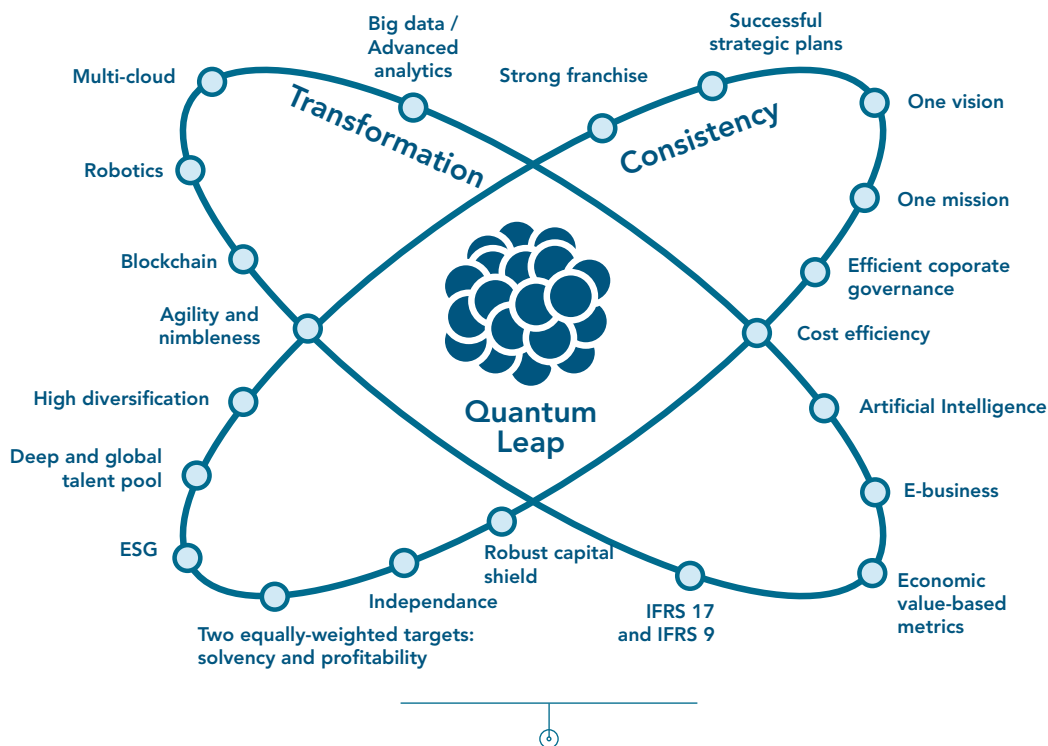 Big data /
Advanced
analytics
Successful
strategic plans
Multi-cloud
Strong franchise
One vision
Transformation
Consistency
Robotics
One mission
Blockchain
Efficient coporate
governance
Agility and
nimbleness
Cost efficiency
High diversification
Quantum
Leap
Artificial Intelligence
Deep and global
talent pool
E-business
ESG
Robust capital
shield
Independance
IFRS 17
and IFRS 9
Economic
value-based
metrics
Two equally-weighted targets:
solvency and profitability